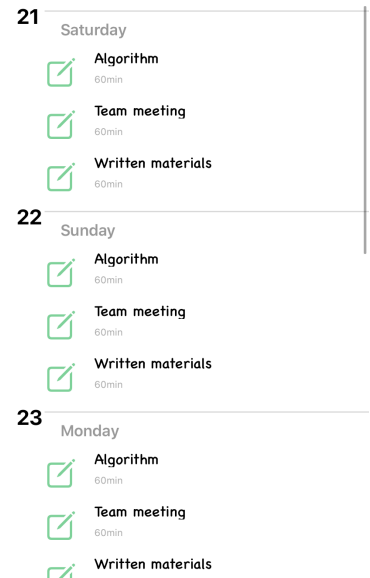 21
Saturday
Algorithm
60min
Team meeting
60min
Written materials
60min
22
Sunday
Algorithm
60min
Team meeting
60min
Written materials
60min
23
Monday
Algorithm
60min
Team meeting
60min
Written materials